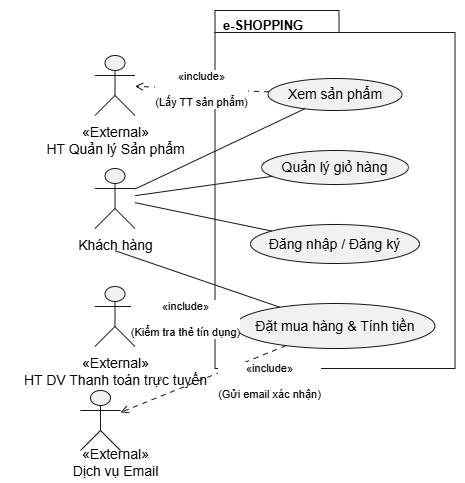 e-SHOPPING
«include»
(Lấy TT sản phẩm)
Xem sản phẩm
«External»
HT Quản lý Sản phẩm
Quản lý giỏ hàng
Khách hàng
Đăng nhập / Đăng ký
«include»
(Kiểm tra thẻ tín dụng)
Đặt mua hàng & Tính tiền
«External»
HT DV Thanh toán trực tuyến
«include»
(Gửi email xác nhận)
«External»
Dịch vụ Email